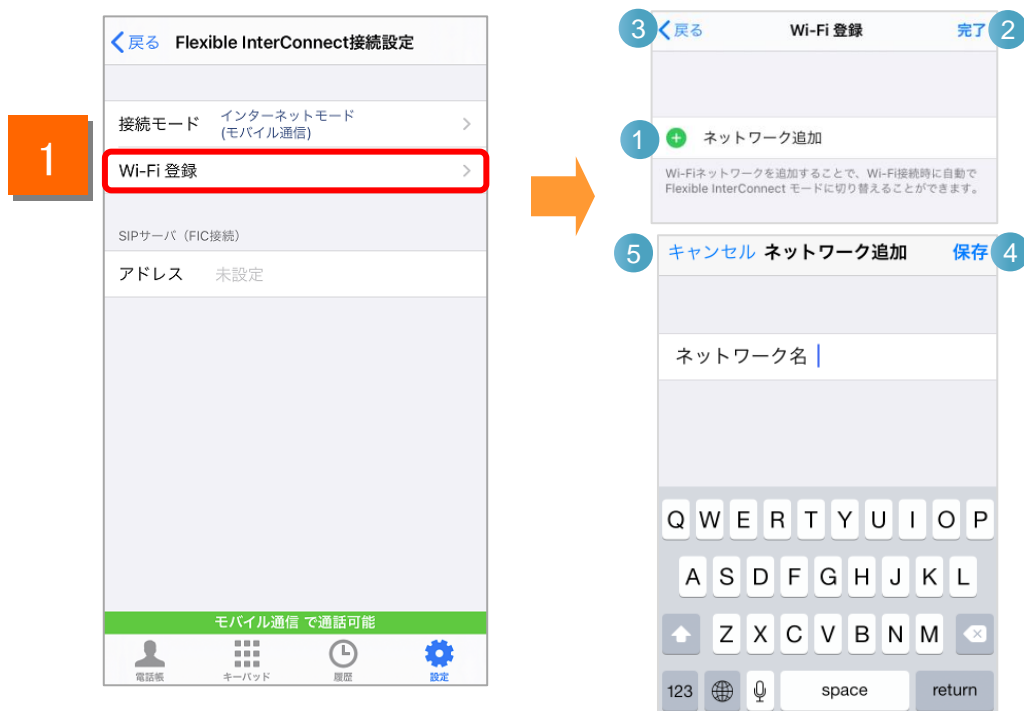 1
戻る Flexible InterConnect接続設定
接続モード インターネットモード
(モバイル通信)
Wi-Fi 登録
SIPサーバ（FIC接続）
アドレス 未設定
モバイル通信 で通話可能
電話帳 キーパッド 履歴 設定
3 戻る Wi-Fi 登録 完了 2
1 ネットワーク追加
Wi-Fiネットワークを追加することで、Wi-Fi接続時に自動で
Flexible InterConnect モードに切り替えることができます。
5 キャンセル ネットワーク追加 保存 4
ネットワーク名
Q W E R T Y U I O P
A S D F G H J K L
Z X C V B N M
123 space return